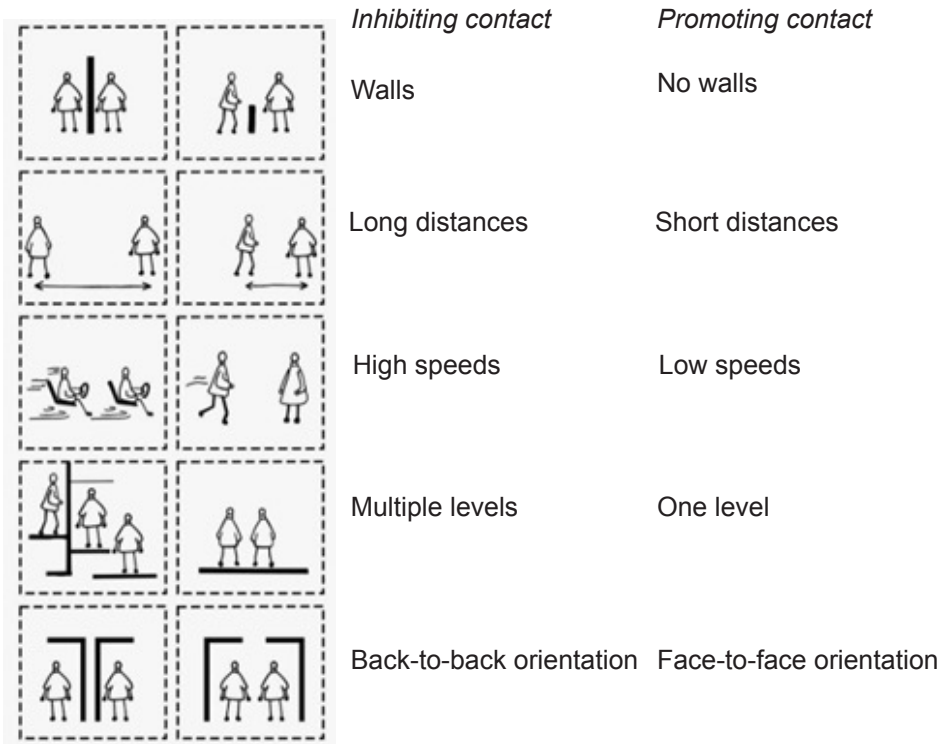 Inhibiting contact Promoting contact
Walls No walls
Long distances Short distances
High speeds Low speeds
Multiple levels One level
Back-to-back orientation Face-to-face orientation